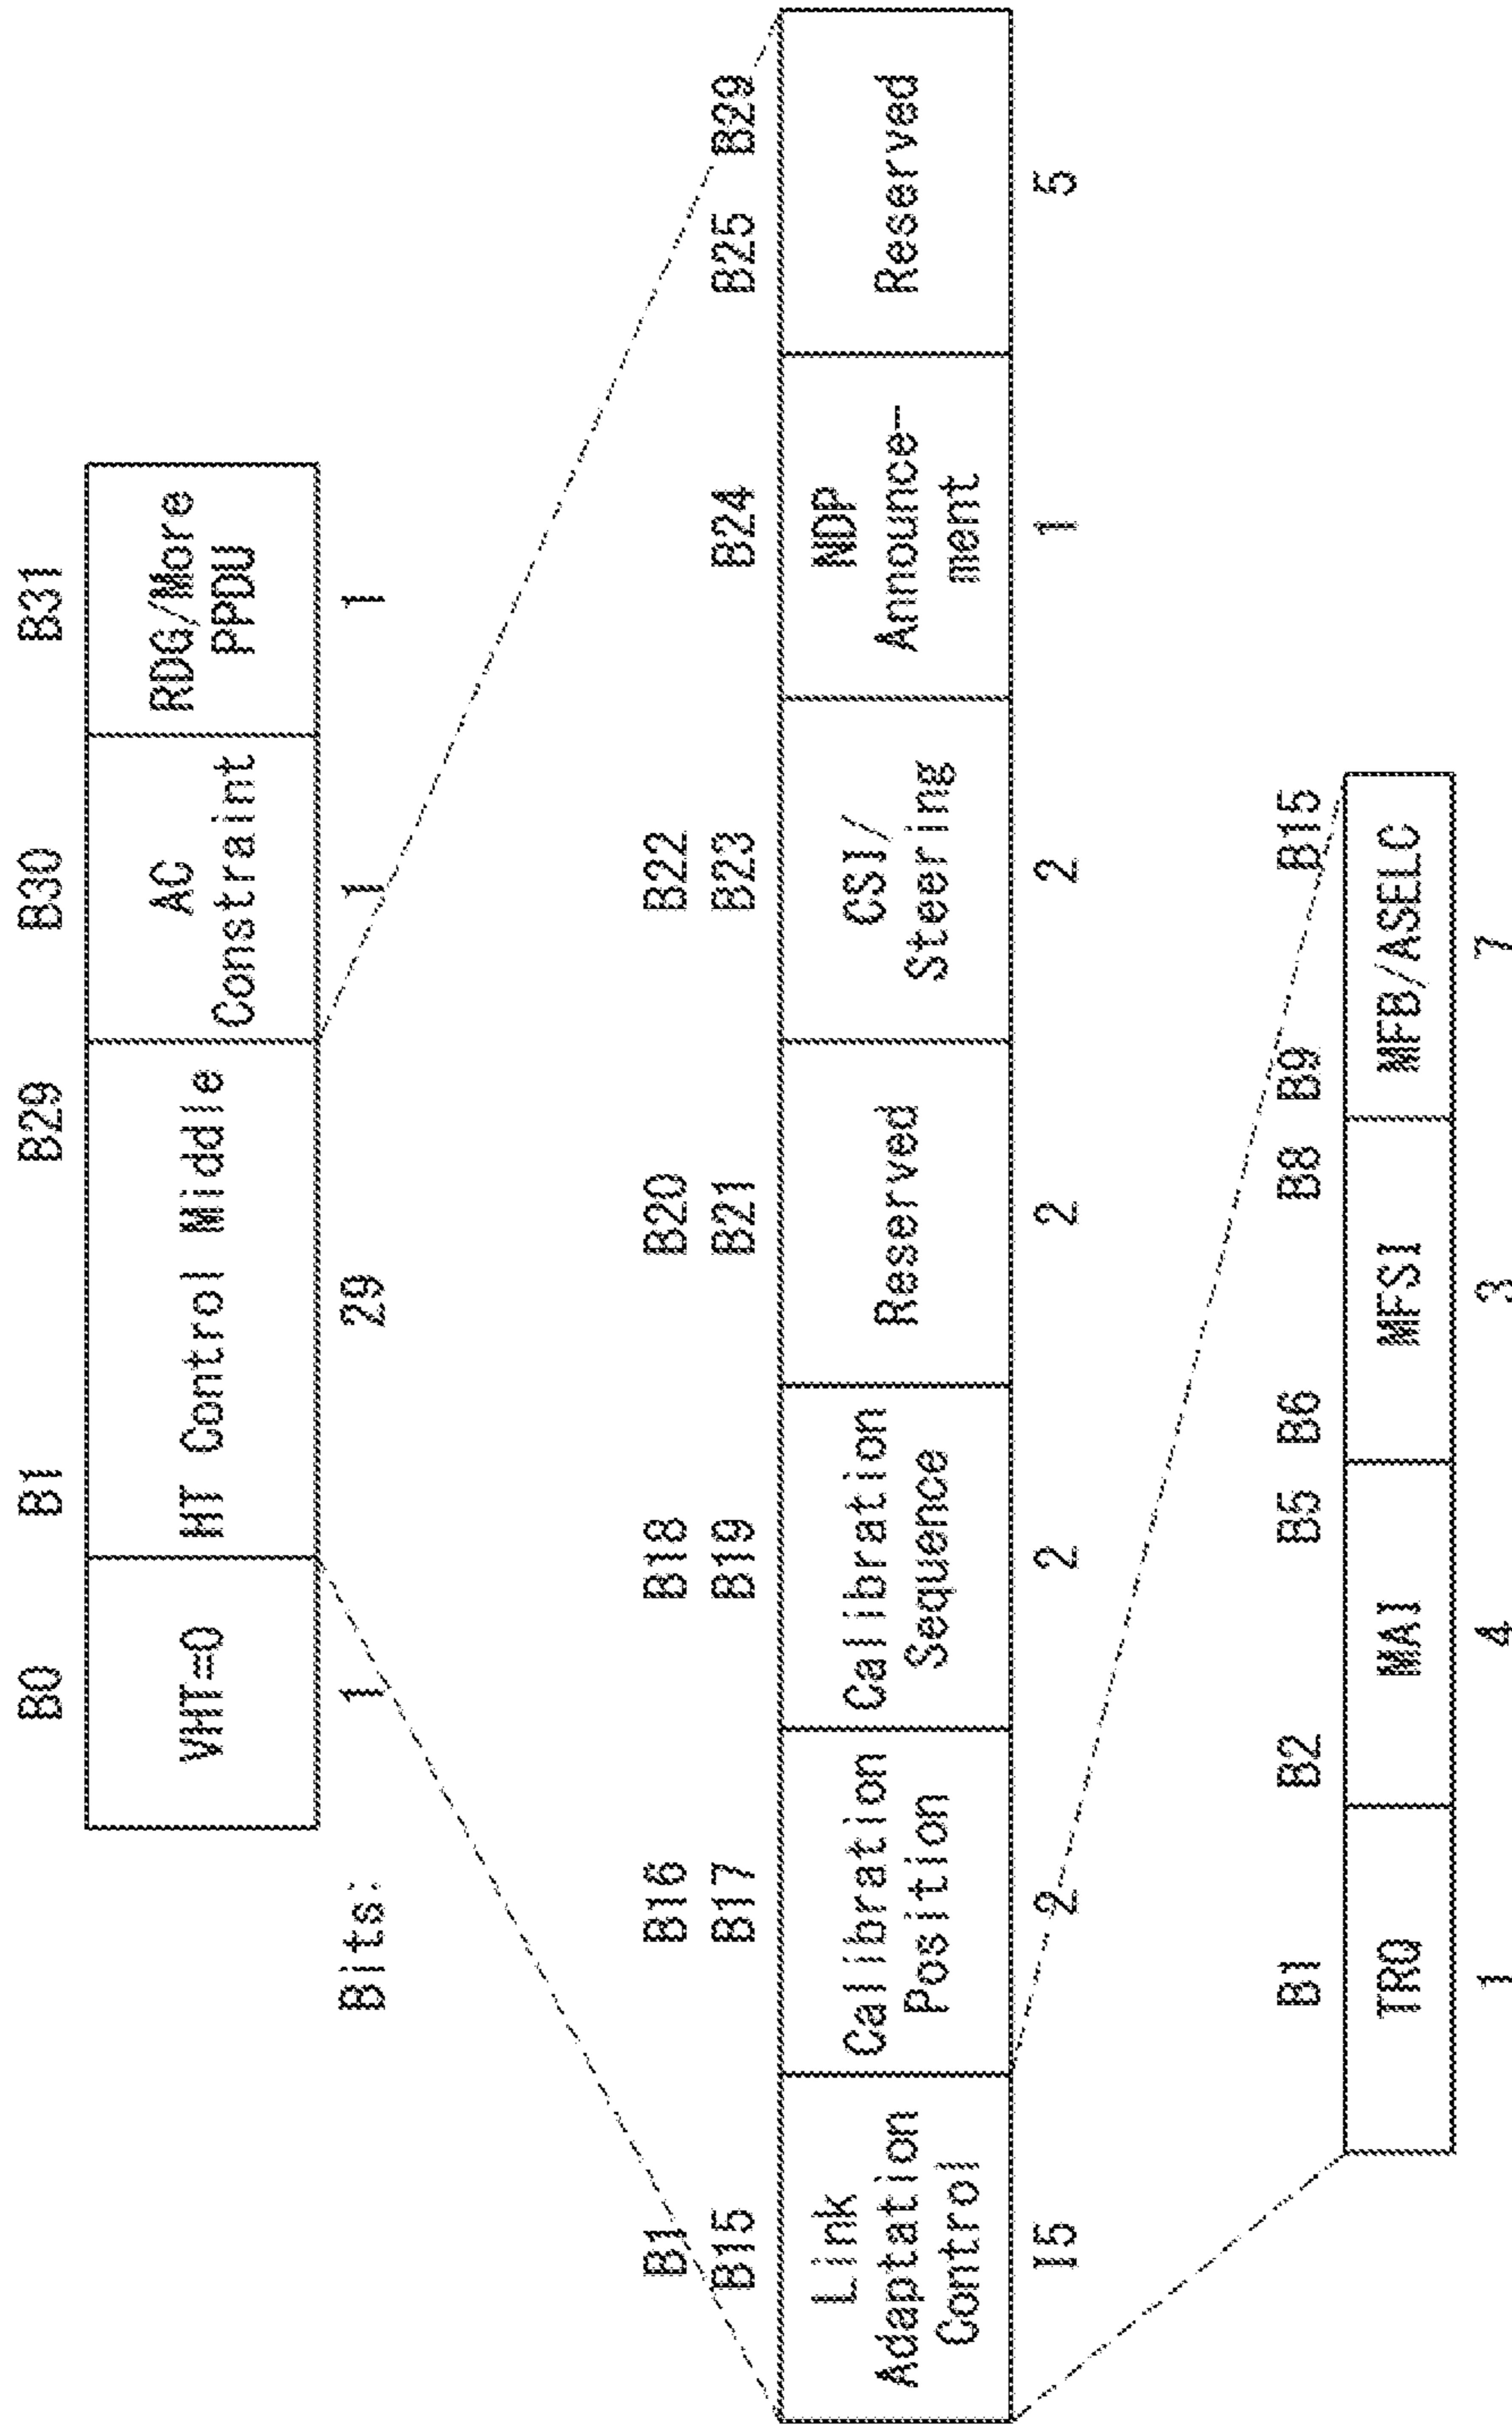 B0 B1 B29 B30 B31
VHT=0 HT Control Middle AC Constraint RDG/More PPDU
Bits: 1 29 1 1
B1 B15 B16 B17 B18 B19 B20 B21 B22 B23 B24 B25 B29
Link Adaptation Control Calibration Position Calibration Sequence Reserved CSI/ Steering NDP Announce-ment Reserved
15 2 2 2 2 1 5
B1 B2 B5 B6 B8 B9 B15
TRQ MAI MFSI MFB/ASELC
1 4 3 7